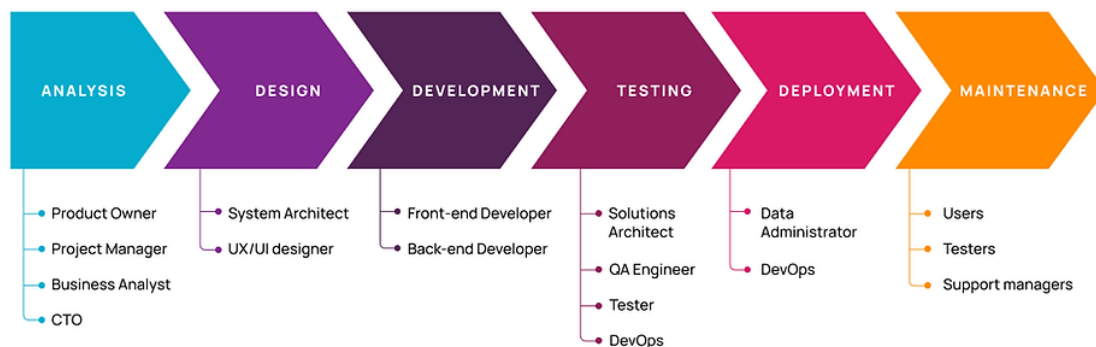 ANALYSIS
DESIGN
DEVELOPMENT
TESTING
DEPLOYMENT
MAINTENANCE
Product Owner
Project Manager
Business Analyst
CTO
System Architect
UX/UI designer
Front-end Developer
Back-end Developer
Solutions
Architect
QA Engineer
Tester
DevOps
Data
Administrator
DevOps
Users
Testers
Support managers